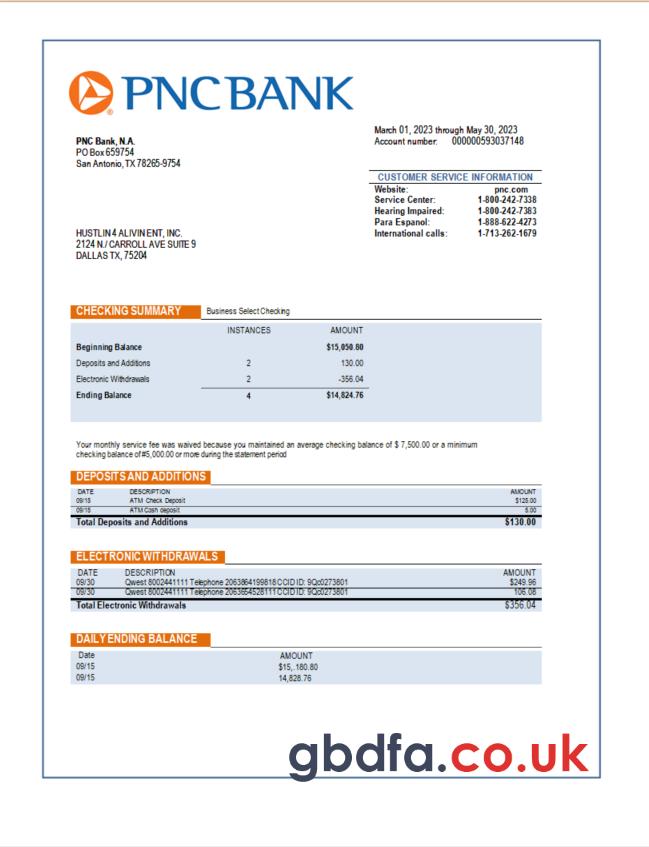 PNC BANK
March 01, 2023 through May 30, 2023
Account number: 000000593037148
PNC Bank, N.A.
PO Box 659754
San Antonio, TX 78265-9754
CUSTOMER SERVICE INFORMATION
Website: pnc.com
Service Center: 1-800-242-7338
Hearing Impaired: 1-800-242-7383
Para Espanol: 1-888-622-4273
International calls: 1-713-262-1679
HUSTLIN 4 ALIVIN ENT, INC.
2124 N./ CARROLL AVE SUITE 9
DALLAS TX, 75204
CHECKING SUMMARY Business Select Checking
INSTANCES AMOUNT
Beginning Balance $15,050.80
Deposits and Additions 2 130.00
Electronic Withdrawals 2 -356.04
Ending Balance 4 $14,824.76
Your monthly service fee was waived because you maintained an average checking balance of $ 7,500.00 or a minimum
checking balance of #5,000.00 or more during the statement period
DEPOSITS AND ADDITIONS
DATE DESCRIPTION AMOUNT
09/15 ATM Check Deposit $125.00
09/15 ATM Cash deposit 5.00
Total Deposits and Additions $130.00
ELECTRONIC WITHDRAWALS
DATE DESCRIPTION AMOUNT
09/30 Qwest 8002441111 Telephone 2063864199818 CCID ID: 9Qc0273801 $249.96
09/30 Qwest 8002441111 Telephone 2063654528111 CCID ID: 9Qc0273801 106.08
Total Electronic Withdrawals $356.04
DAILY ENDING BALANCE
Date AMOUNT
09/15 $15,.180.80
09/15 14,828.76
gbdfa.co.uk